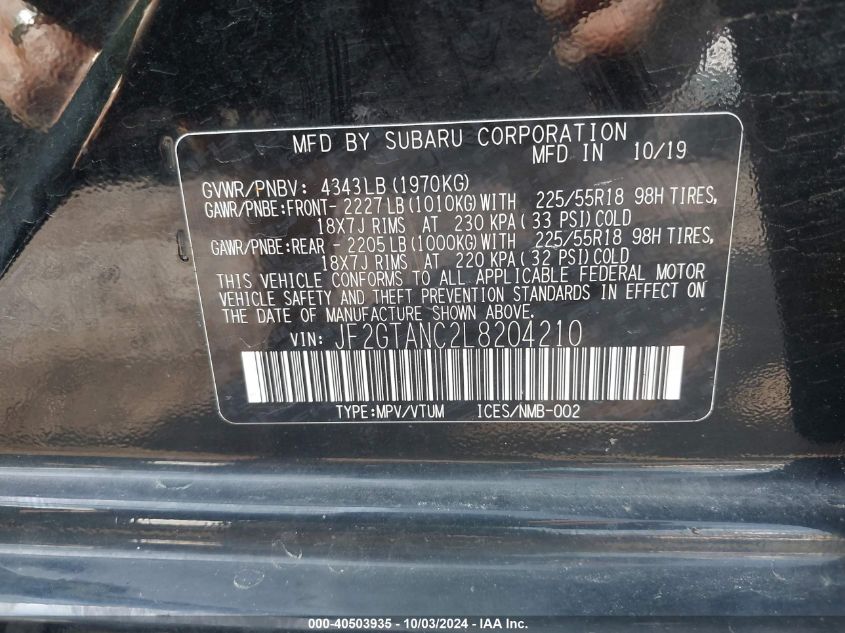 MFD BY SUBARU CORPORATION
MFD IN 10/19
GVWR/PNBV: 4343LB (1970KG)
GAWR/PNBE:FRONT- 2227LB (1010KG) WITH 225/55R18 98H TIRES,
18X7J RIMS AT 230 KPA (33 PSI) COLD
GAWR/PNBE:REAR - 2205LB (1000KG) WITH 225/55R18 98H TIRES,
18X7J RIMS AT 220 KPA (32 PSI) COLD
THIS VEHICLE CONFORMS TO ALL APPLICABLE FEDERAL MOTOR
VEHICLE SAFETY AND THEFT PREVENTION STANDARDS IN EFFECT ON
THE DATE OF MANUFACTURE SHOWN ABOVE.
VIN: JF2GTANC2L8204210
TYPE:MPV/VTUM ICES/NMB-002
000-40503935 - 10/03/2024 - IAA Inc.